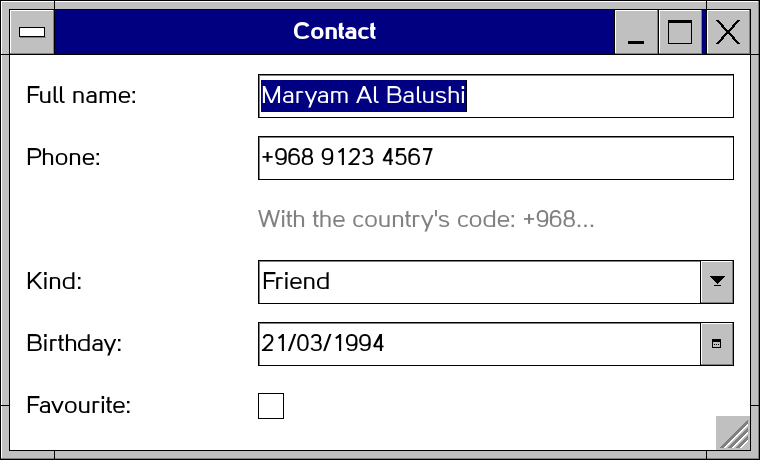 Contact
Full name: Maryam Al Balushi
Phone: +968 9123 4567
With the country's code: +968...
Kind: Friend
Birthday: 21/03/1994
Favourite: